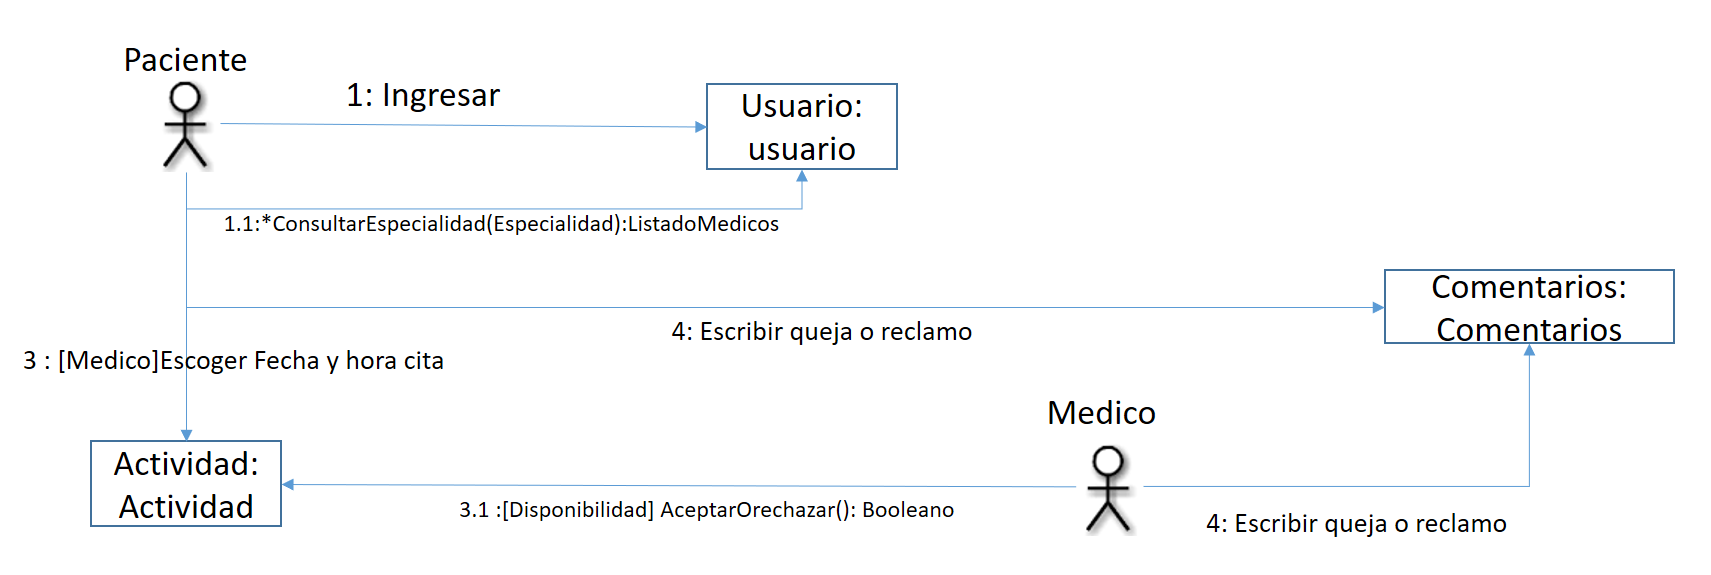 Paciente
1: Ingresar
Usuario:
usuario
1.1:*ConsultarEspecialidad(Especialidad):ListadoMedicos
Comentarios:
Comentarios
4: Escribir queja o reclamo
3 : [Medico]Escoger Fecha y hora cita
Medico
Actividad:
Actividad
3.1 :[Disponibilidad] AceptarOrechazar(): Booleano
4: Escribir queja o reclamo